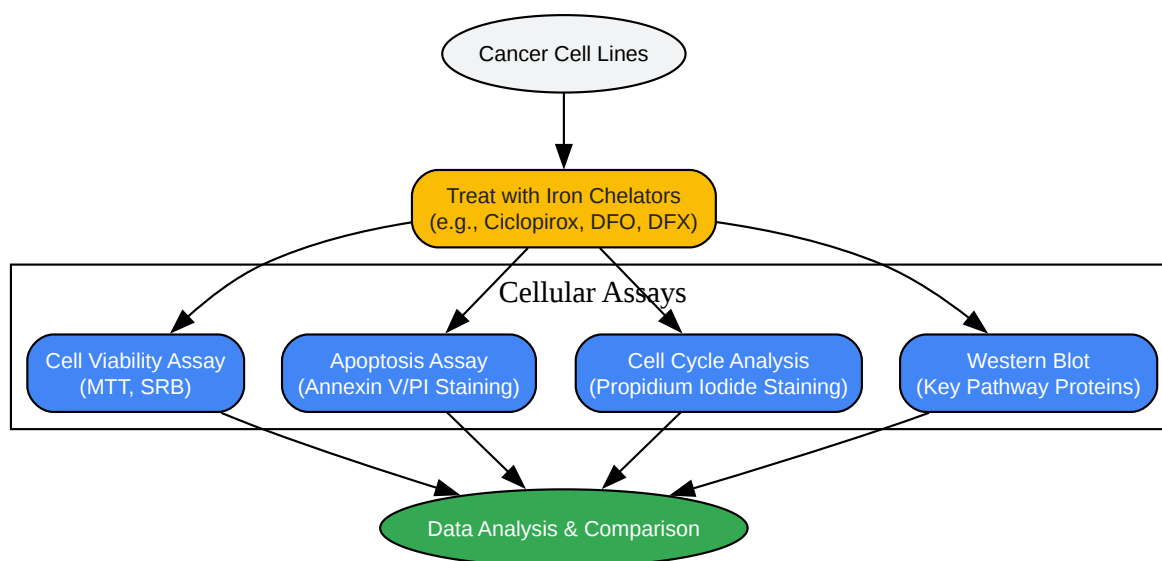 Cancer Cell Lines
Treat with Iron Chelators
(e.g., Ciclopirox, DFO, DFX)
Cellular Assays
Cell Viability Assay
(MTT, SRB)
Apoptosis Assay
(Annexin V/PI Staining)
Cell Cycle Analysis
(Propidium Iodide Staining)
Western Blot
(Key Pathway Proteins)
Data Analysis & Comparison